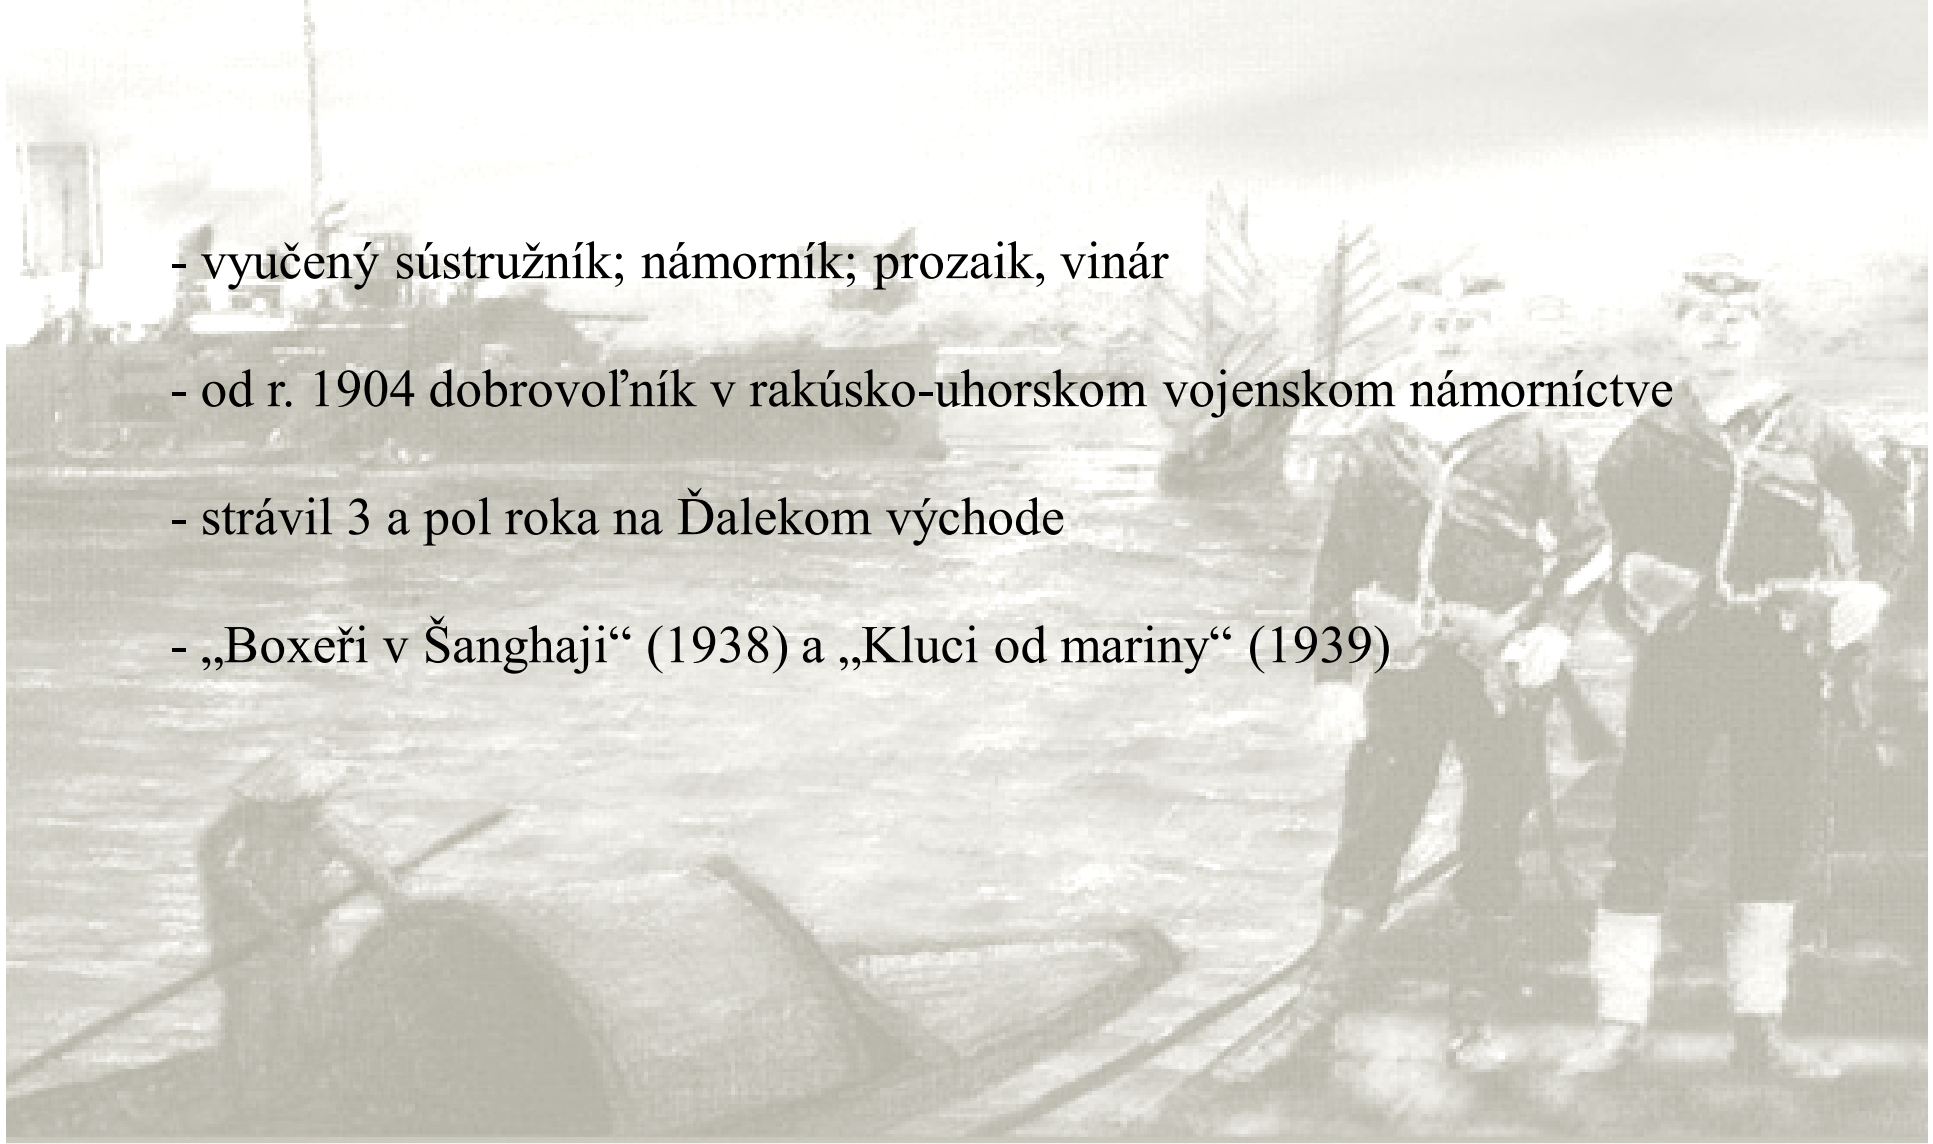 - vyučený sústružník; námorník; prozaik, vinár
- od r. 1904 dobrovoľník v rakúsko-uhorskom vojenskom námorníctve
- strávil 3 a pol roka na Ďalekom východe
- „Boxeři v Šanghaji“ (1938) a „Kluci od mariny“ (1939)